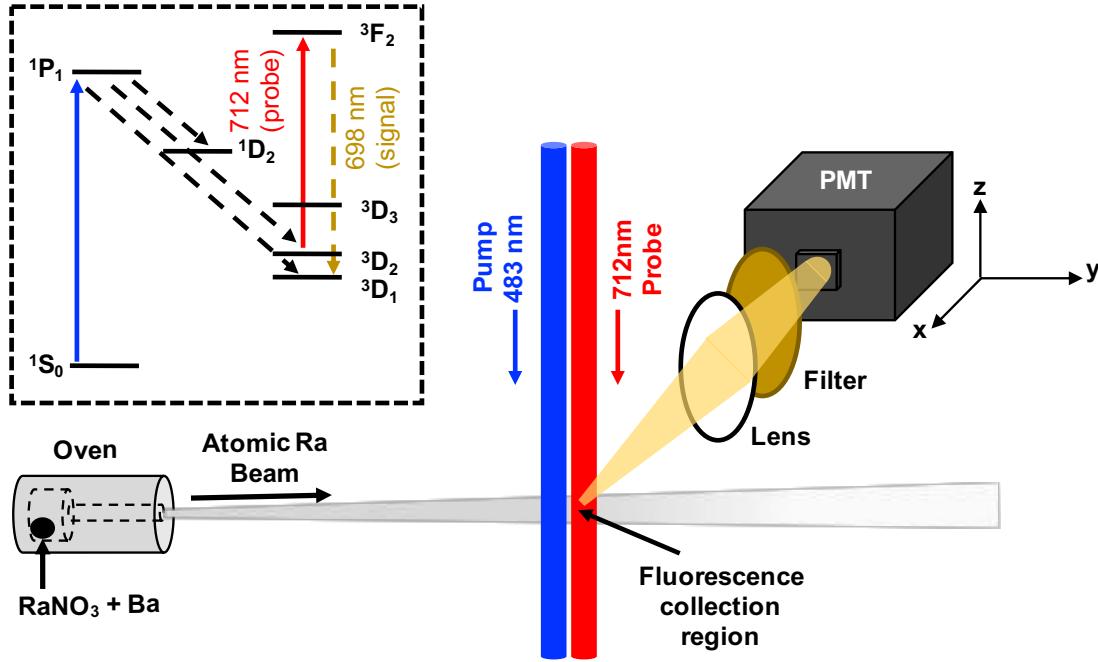 ³F₂
¹P₁
712 nm
(probe)
698 nm
(signal)
¹D₂
³D₃
³D₂
³D₁
¹S₀
PMT
z
y
x
Pump
483 nm
712nm
Probe
Filter
Lens
Oven
Atomic Ra
Beam
RaNO₃ + Ba
Fluorescence
collection
region